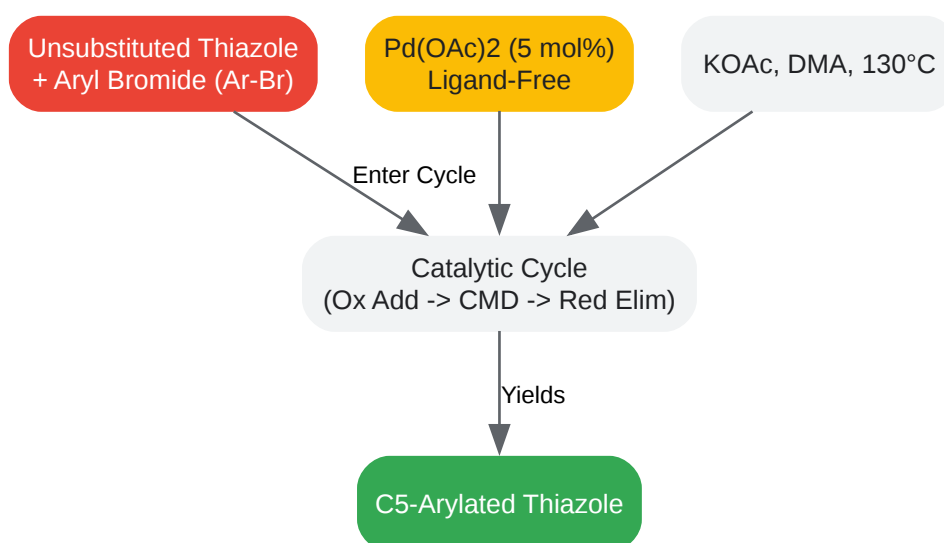 Unsubstituted Thiazole
+ Aryl Bromide (Ar-Br)
Pd(OAc)2 (5 mol%)
Ligand-Free
KOAc, DMA, 130°C
Enter Cycle
Catalytic Cycle
(Ox Add -> CMD -> Red Elim)
Yields
C5-Arylated Thiazole